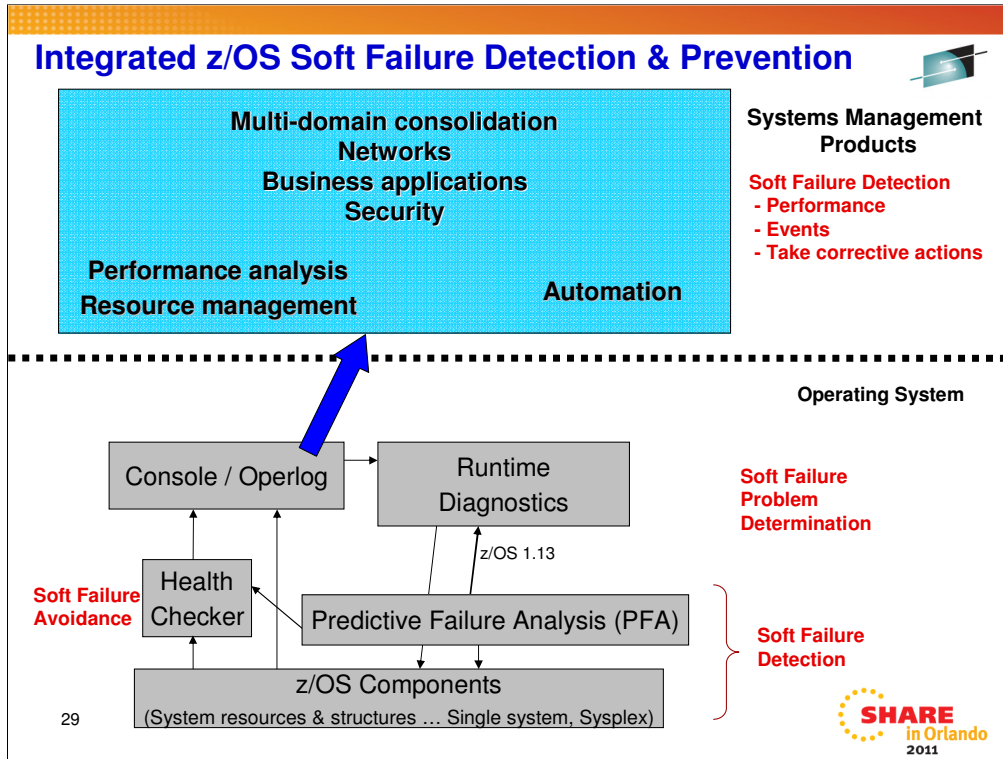 Integrated z/OS Soft Failure Detection & Prevention
Multi-domain consolidation
Networks
Business applications
Security
Performance analysis
Resource management
Automation
Systems Management
Products
Soft Failure Detection
- Performance
- Events
- Take corrective actions
Operating System
Console / Operlog
Runtime
Diagnostics
Soft Failure
Problem
Determination
z/OS 1.13
Health
Checker
Soft Failure
Avoidance
Predictive Failure Analysis (PFA)
Soft Failure
Detection
z/OS Components
(System resources & structures … Single system, Sysplex)
29
SHARE
in Orlando
2011